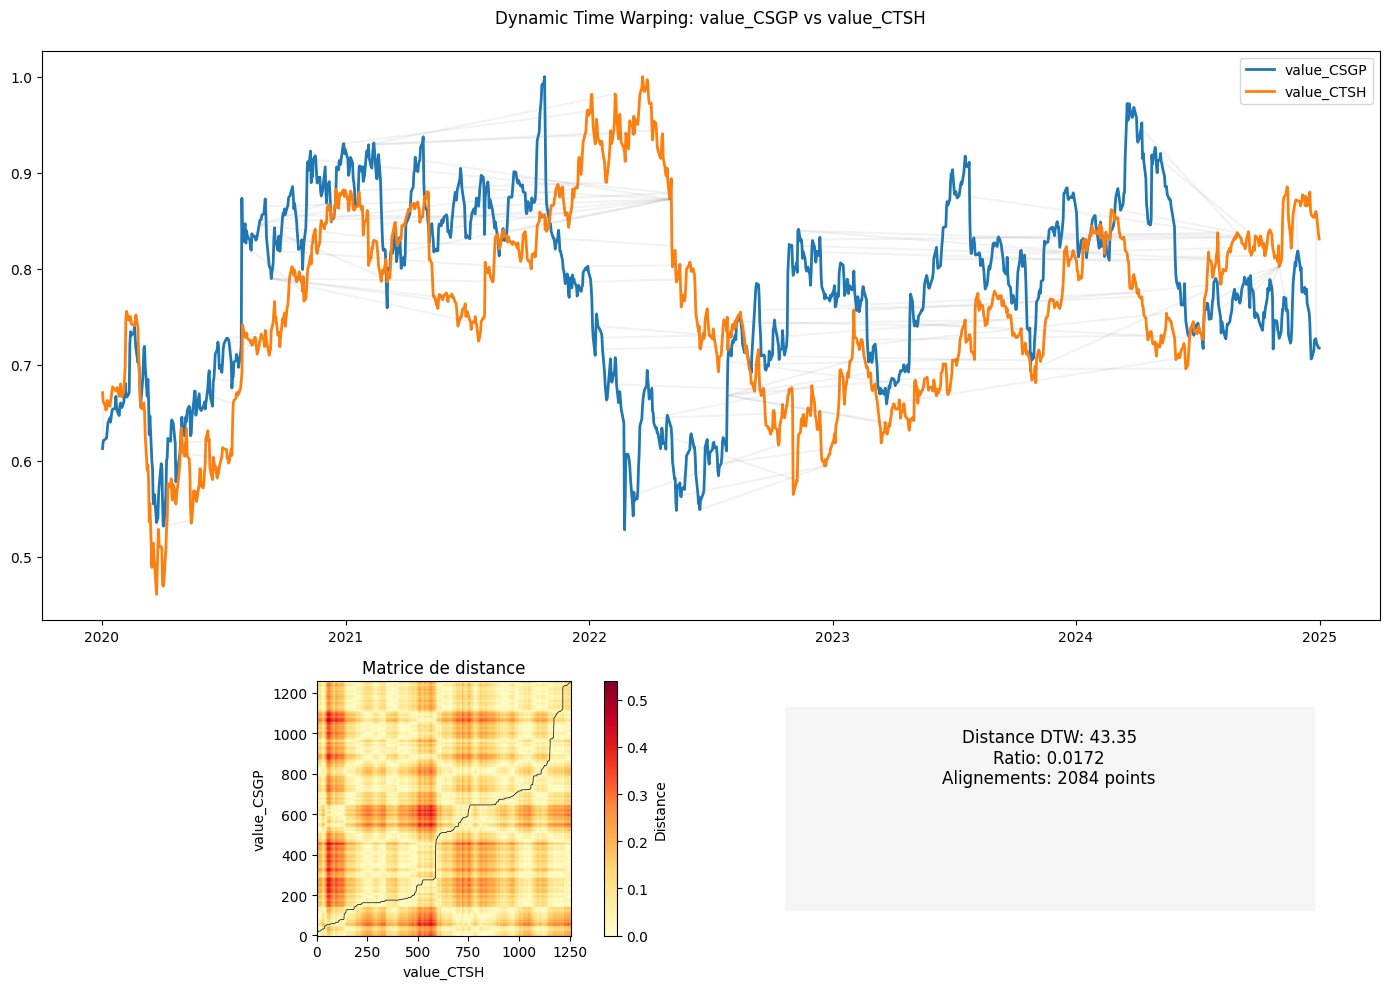 Dynamic Time Warping: value_CSGP vs value_CTSH
value_CSGP
value_CTSH
1.0
0.9
0.8
0.7
0.6
0.5
2020 2021 2022 2023 2024 2025
Matrice de distance
1200
1000
800
600
400
200
0
value_CSGP
0 250 500 750 1000 1250
value_CTSH
0.5
0.4
0.3
0.2
0.1
0.0
Distance
Distance DTW: 43.35
Ratio: 0.0172
Alignements: 2084 points